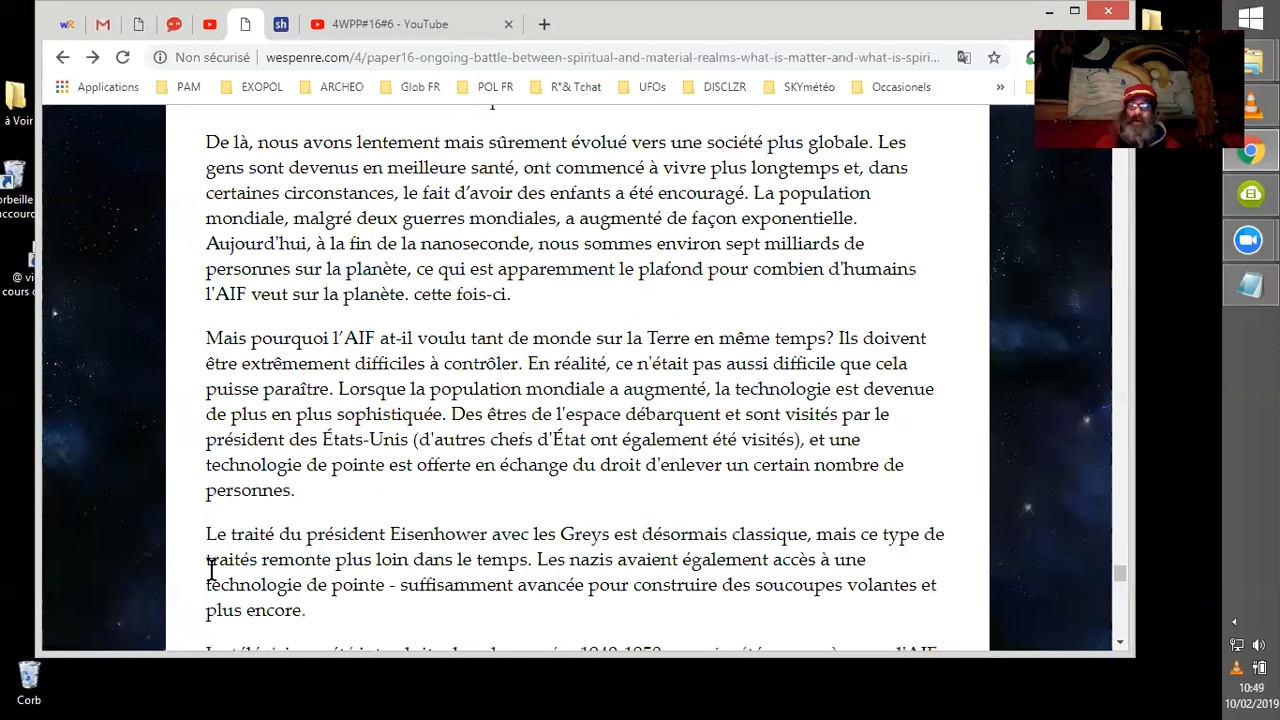 4WPP#16#6 - YouTube
Non sécurisé
wespenre.com/4/paper16-ongoing-battle-between-spiritual-and-material-realms-what-is-matter-and-what-is-spiri...
Applications PAM EXOPOL ARCHEO Glob FR POL FR R°& Tchat UFOs DISCLZR SKYmétéo Occasionels »
De là, nous avons lentement mais sûrement évolué vers une société plus globale. Les
gens sont devenus en meilleure santé, ont commencé à vivre plus longtemps et, dans
certaines circonstances, le fait d’avoir des enfants a été encouragé. La population
mondiale, malgré deux guerres mondiales, a augmenté de façon exponentielle.
Aujourd'hui, à la fin de la nanoseconde, nous sommes environ sept milliards de
personnes sur la planète, ce qui est apparemment le plafond pour combien d'humains
l'AIF veut sur la planète. cette fois-ci.
Mais pourquoi l’AIF at-il voulu tant de monde sur la Terre en même temps? Ils doivent
être extrêmement difficiles à contrôler. En réalité, ce n'était pas aussi difficile que cela
puisse paraître. Lorsque la population mondiale a augmenté, la technologie est devenue
de plus en plus sophistiquée. Des êtres de l'espace débarquent et sont visités par le
président des États-Unis (d'autres chefs d'État ont également été visités), et une
technologie de pointe est offerte en échange du droit d'enlever un certain nombre de
personnes.
Le traité du président Eisenhower avec les Greys est désormais classique, mais ce type de
traités remonte plus loin dans le temps. Les nazis avaient également accès à une
technologie de pointe - suffisamment avancée pour construire des soucoupes volantes et
plus encore.
à Voir
Corb
10:49
10/02/2019